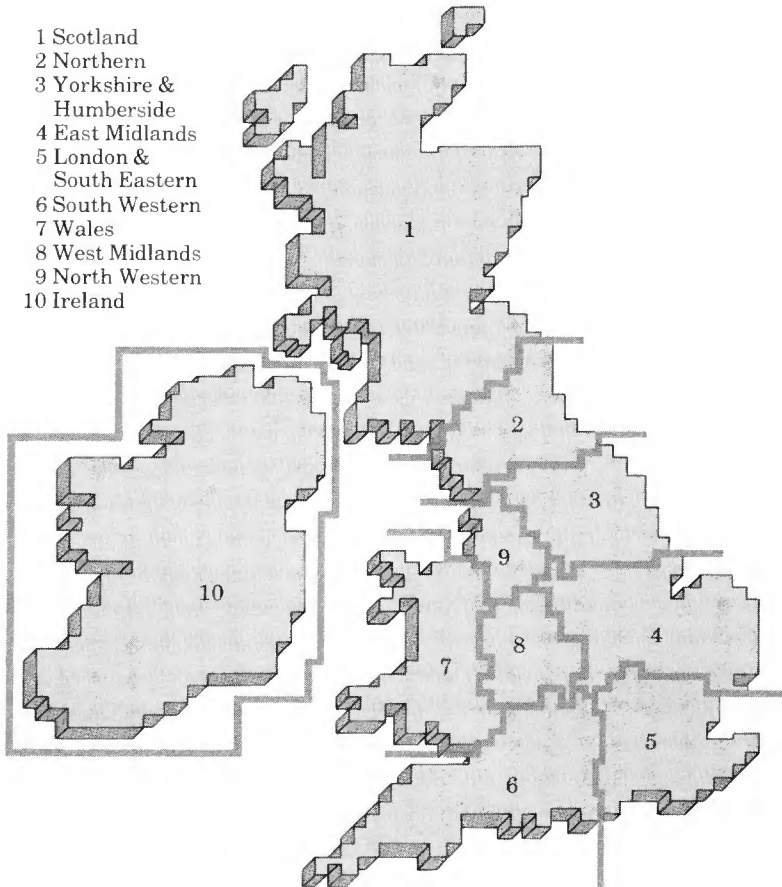 1 Scotland
2 Northern
3 Yorkshire &
Humberside
4 East Midlands
5 London &
South Eastern
6 South Western
7 Wales
8 West Midlands
9 North Western
10 Ireland
1
2
3
9
10
4
8
7
5
6